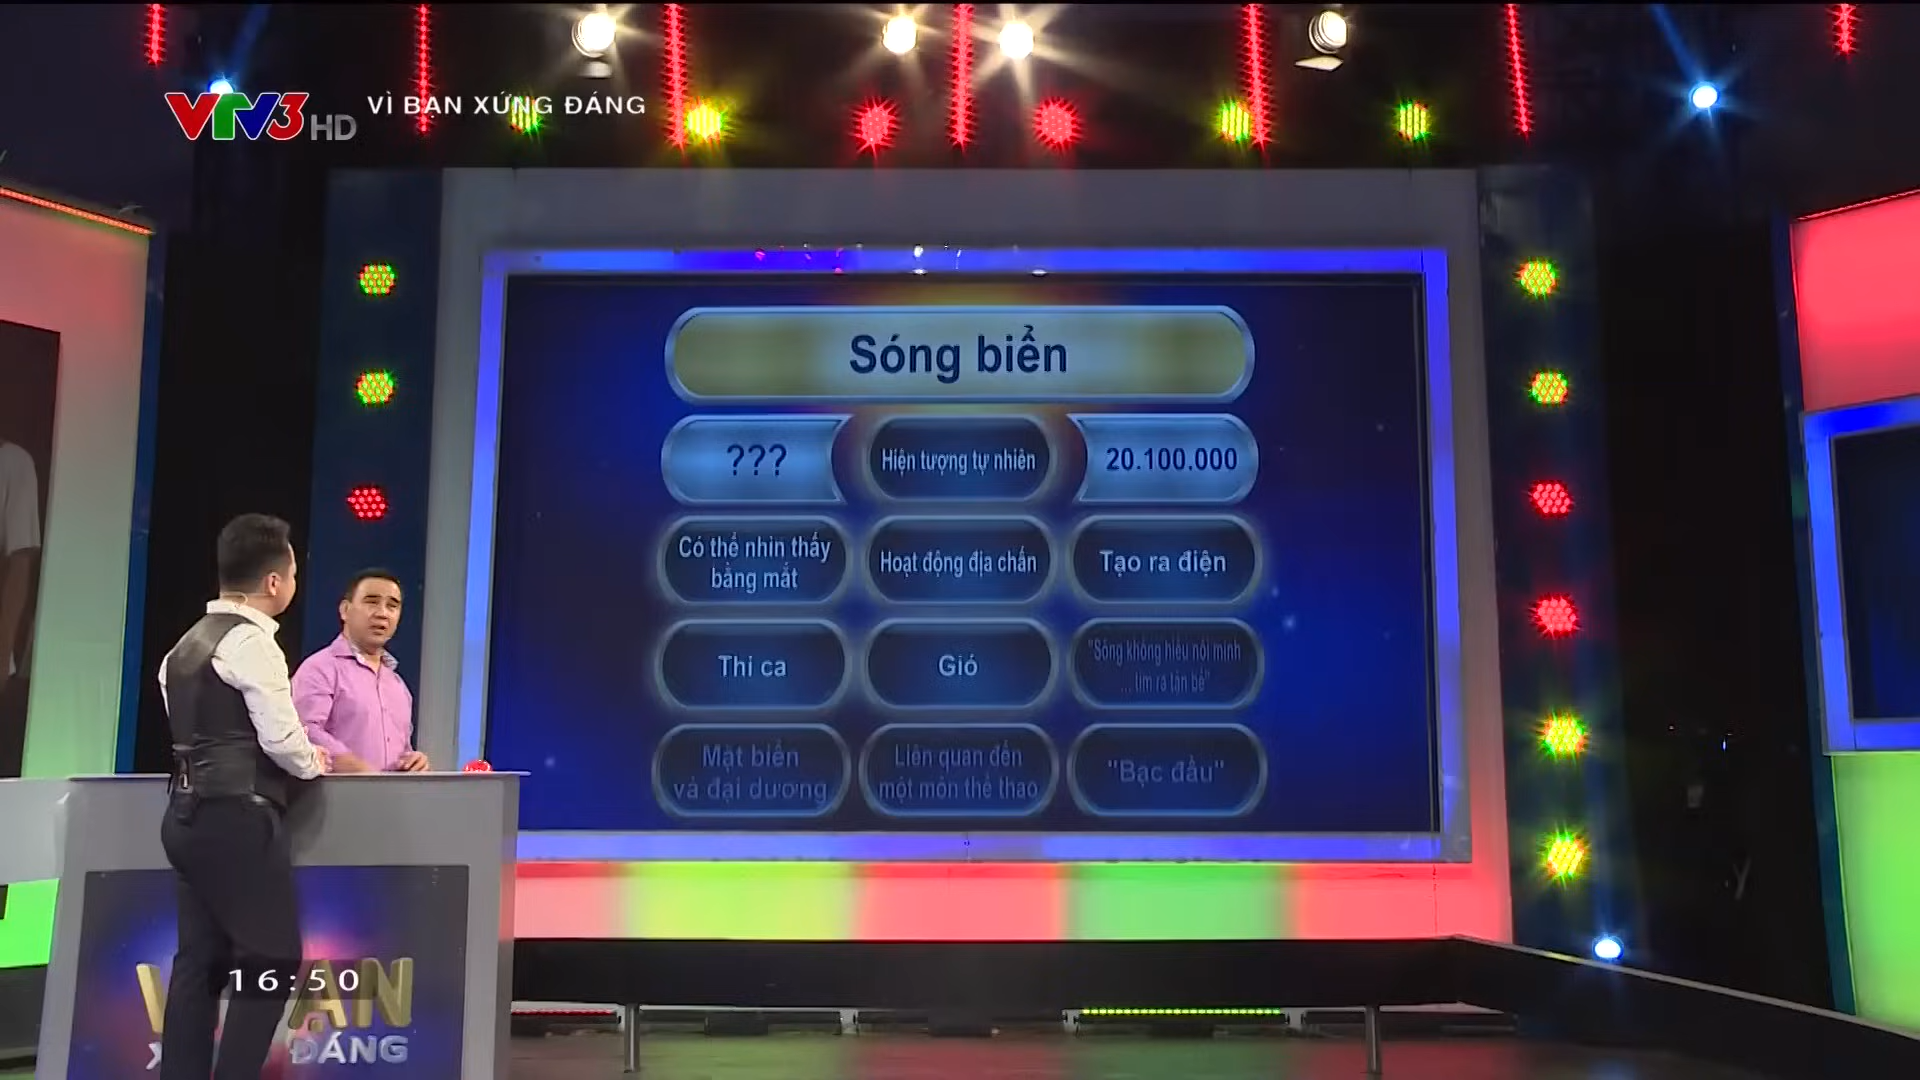 VTV3 HD
VÌ BẠN XỨNG ĐÁNG
Sóng biển
???
Hiện tượng tự nhiên
20.100.000
Có thể nhìn thấy
bằng mắt
Hoạt động địa chấn
Tạo ra điện
Thi ca
Gió
"Sóng không hiểu nổi mình
... tìm ra tận bể"
Mặt biển
và đại dương
Liên quan đến
một môn thể thao
"Bạc đầu"
16:50
ĐÁNG